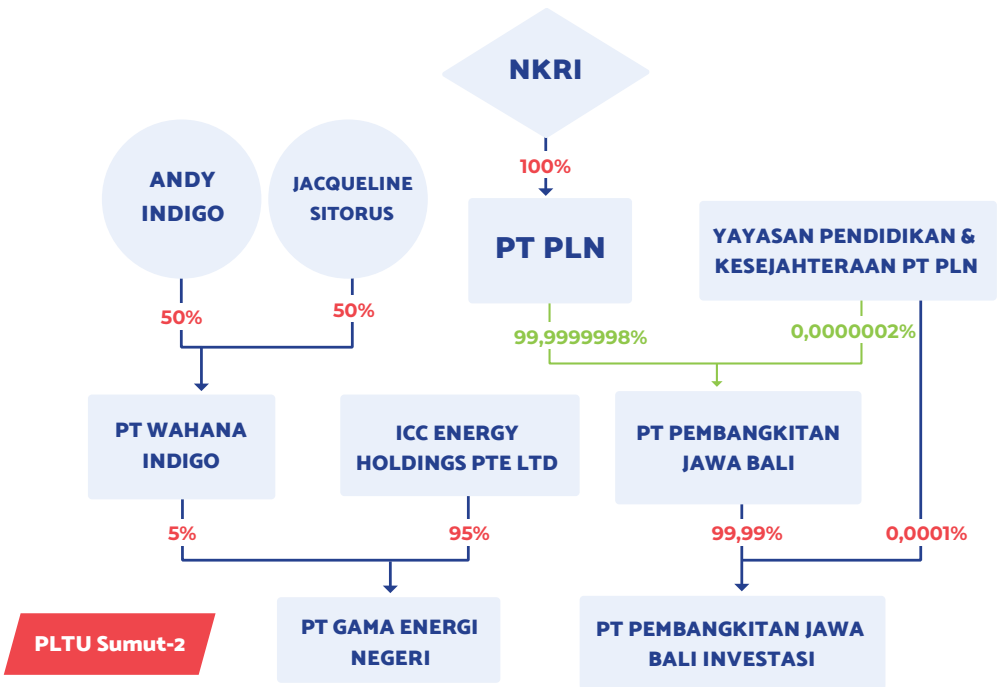 NKRI
100%
ANDY
INDIGO
JACQUELINE
SITORUS
PT PLN
YAYASAN PENDIDIKAN &
KESEJAHTERAAN PT PLN
50%
50%
99,9999998%
0,0000002%
PT WAHANA
INDIGO
ICC ENERGY
HOLDINGS PTE LTD
PT PEMBANGKITAN
JAWA BALI
5%
95%
99,99%
0,0001%
PLTU Sumut-2
PT GAMA ENERGI
NEGERI
PT PEMBANGKITAN JAWA
BALI INVESTASI